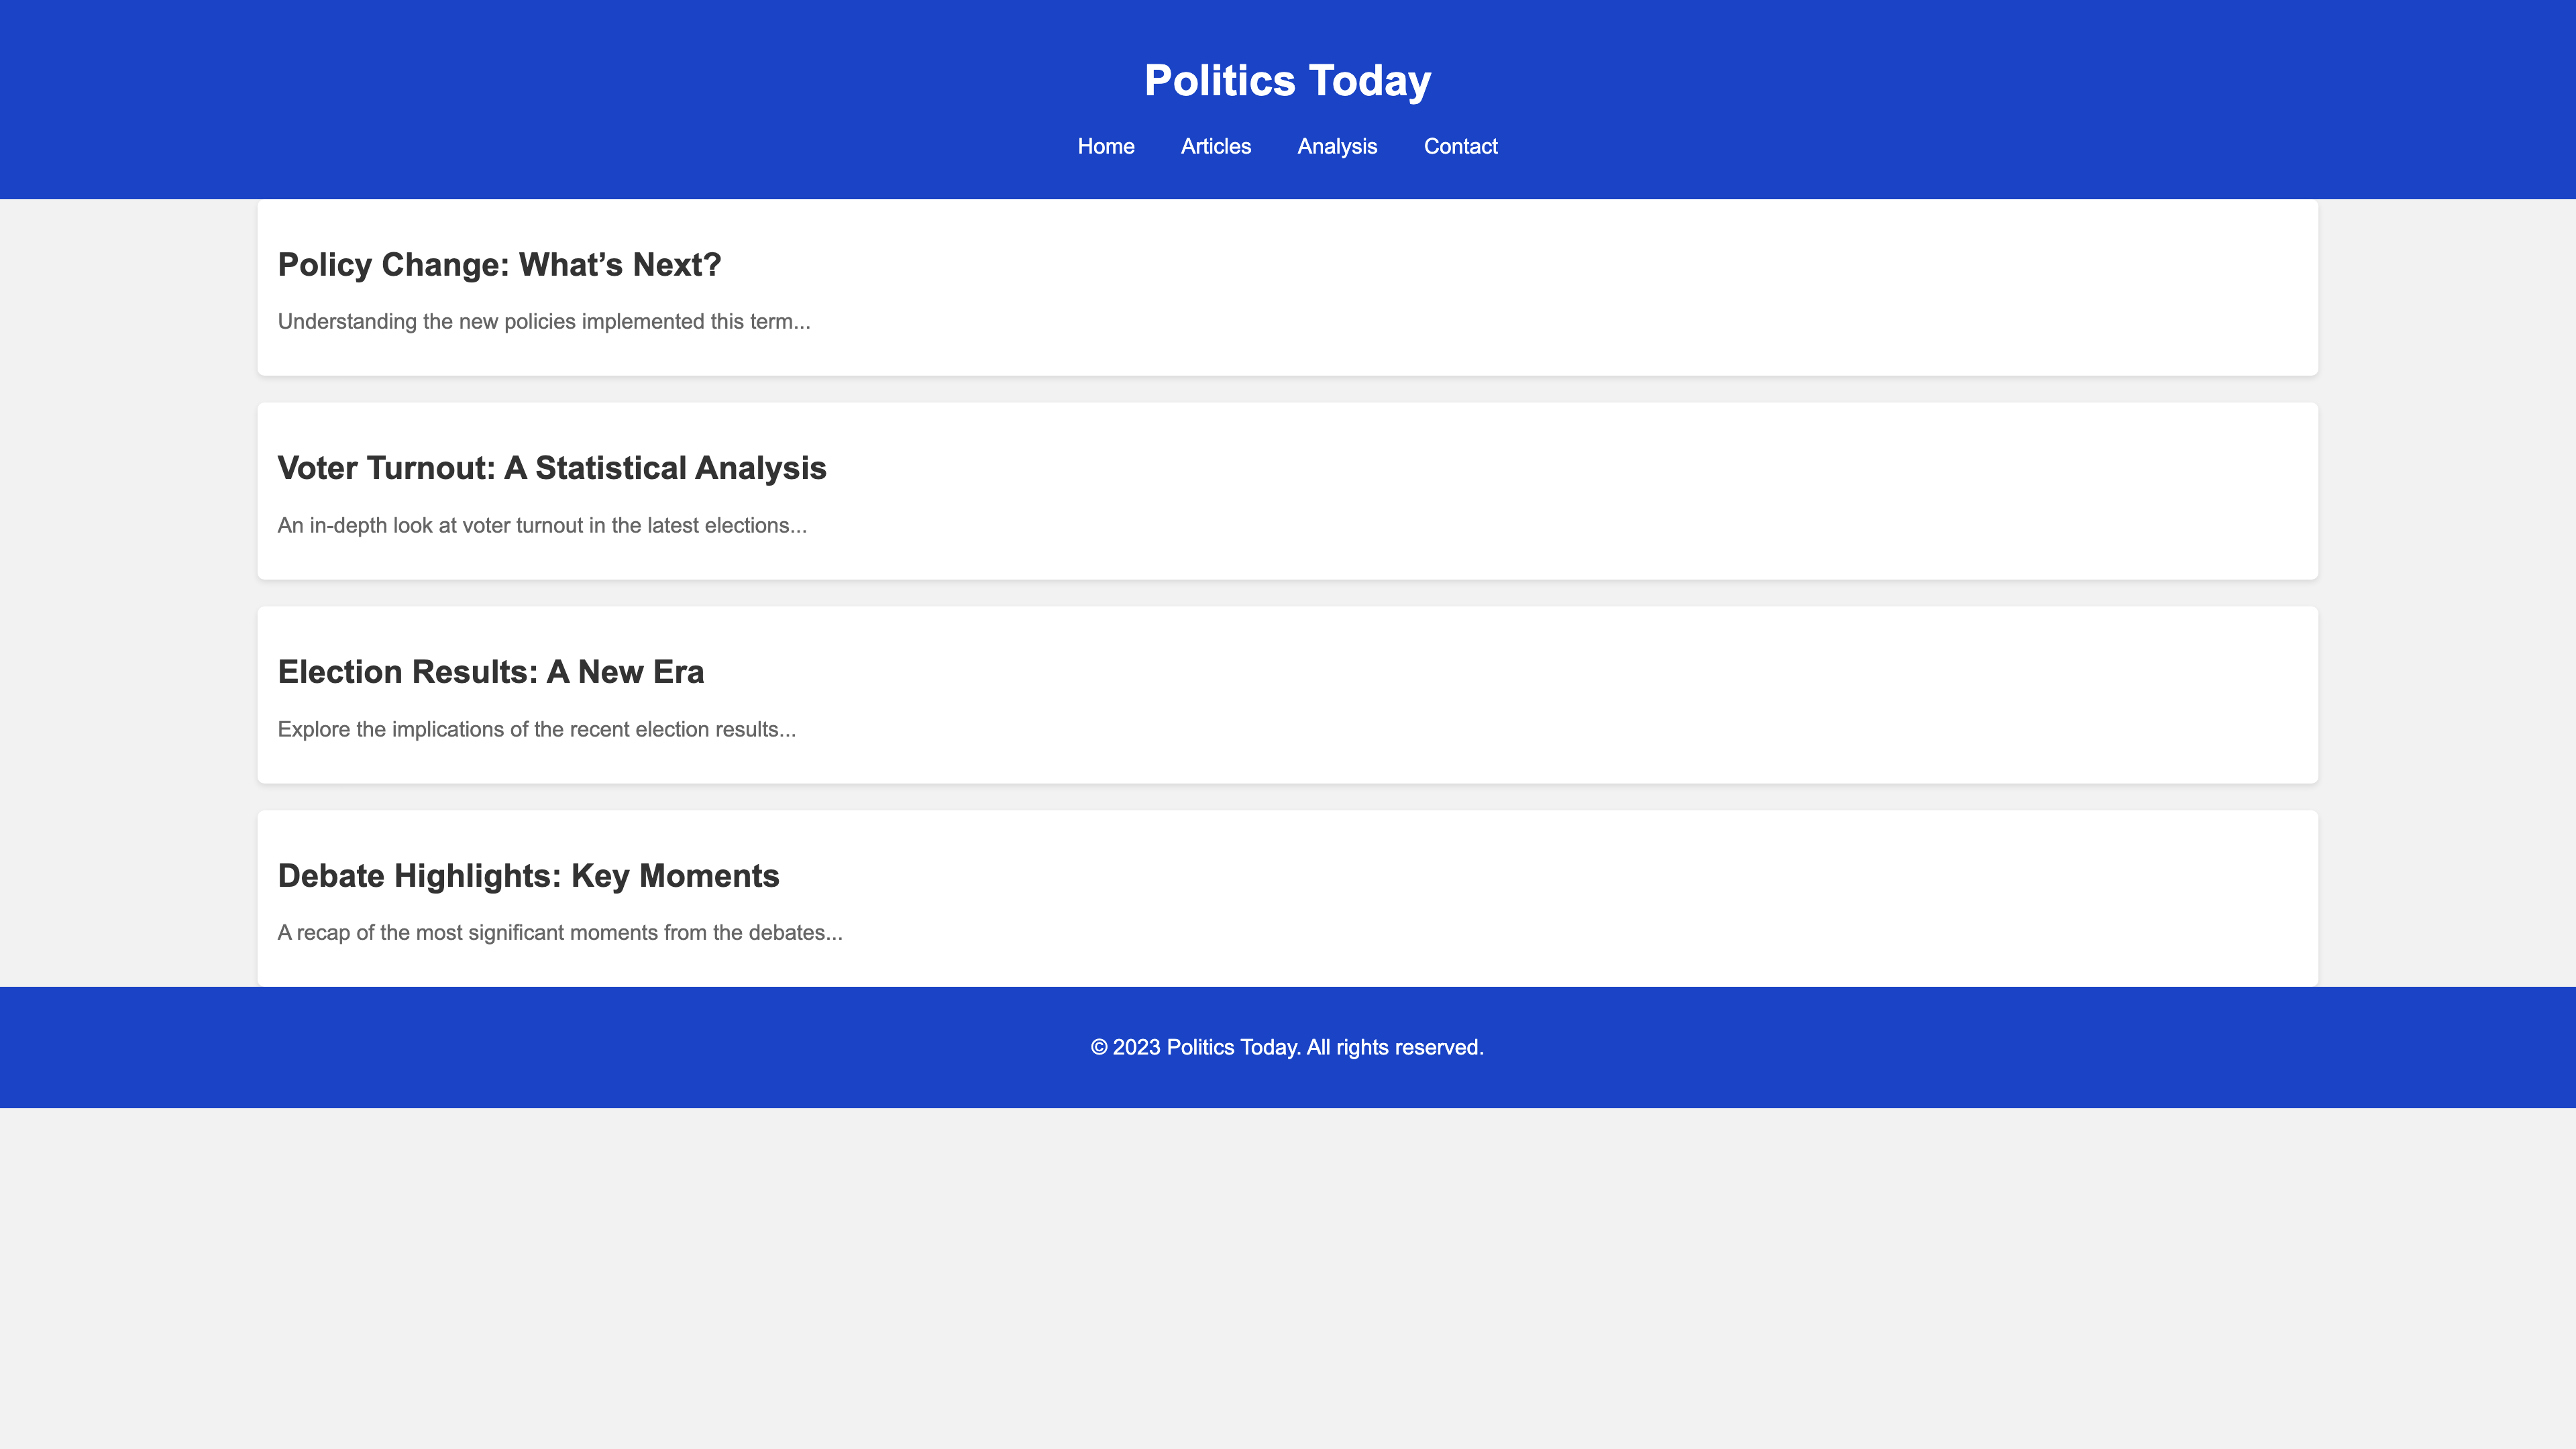 Politics Today
Home Articles Analysis Contact
Policy Change: What’s Next?
Understanding the new policies implemented this term...
Voter Turnout: A Statistical Analysis
An in-depth look at voter turnout in the latest elections...
Election Results: A New Era
Explore the implications of the recent election results...
Debate Highlights: Key Moments
A recap of the most significant moments from the debates...
© 2023 Politics Today. All rights reserved.